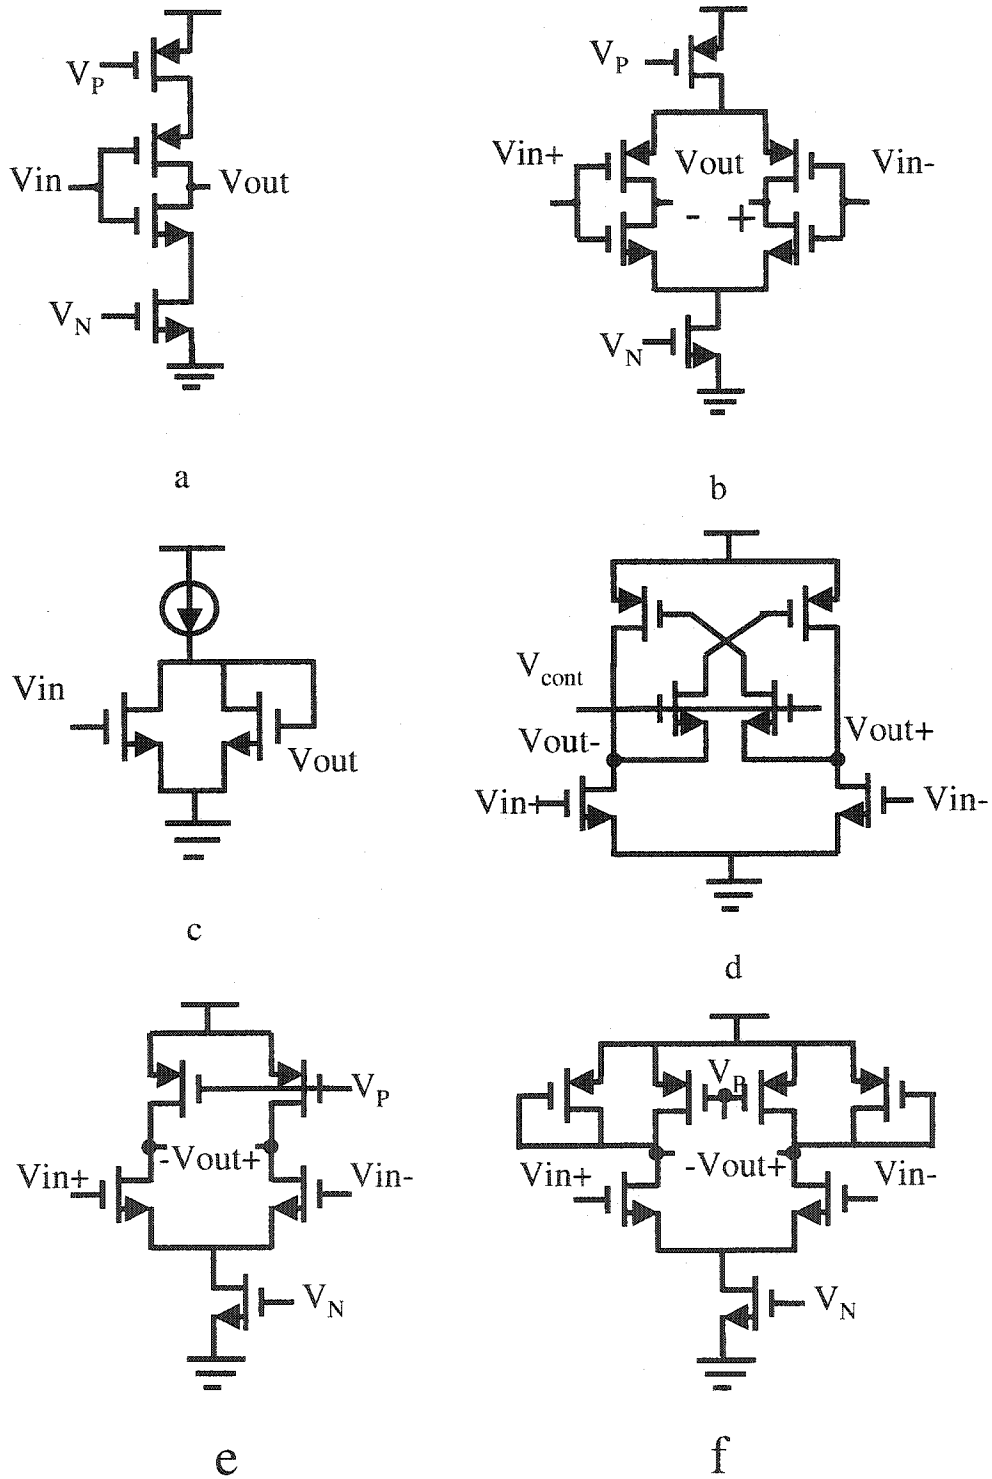 V_P
Vin
Vout
V_N
a
V_P
Vin+
Vout
Vin-
- +
V_N
b
Vin
Vout
c
V_cont
Vout-
Vout+
Vin+
Vin-
d
V_P
-Vout+
Vin+
Vin-
V_N
e
V_P
Vin+
-Vout+
Vin-
V_N
f